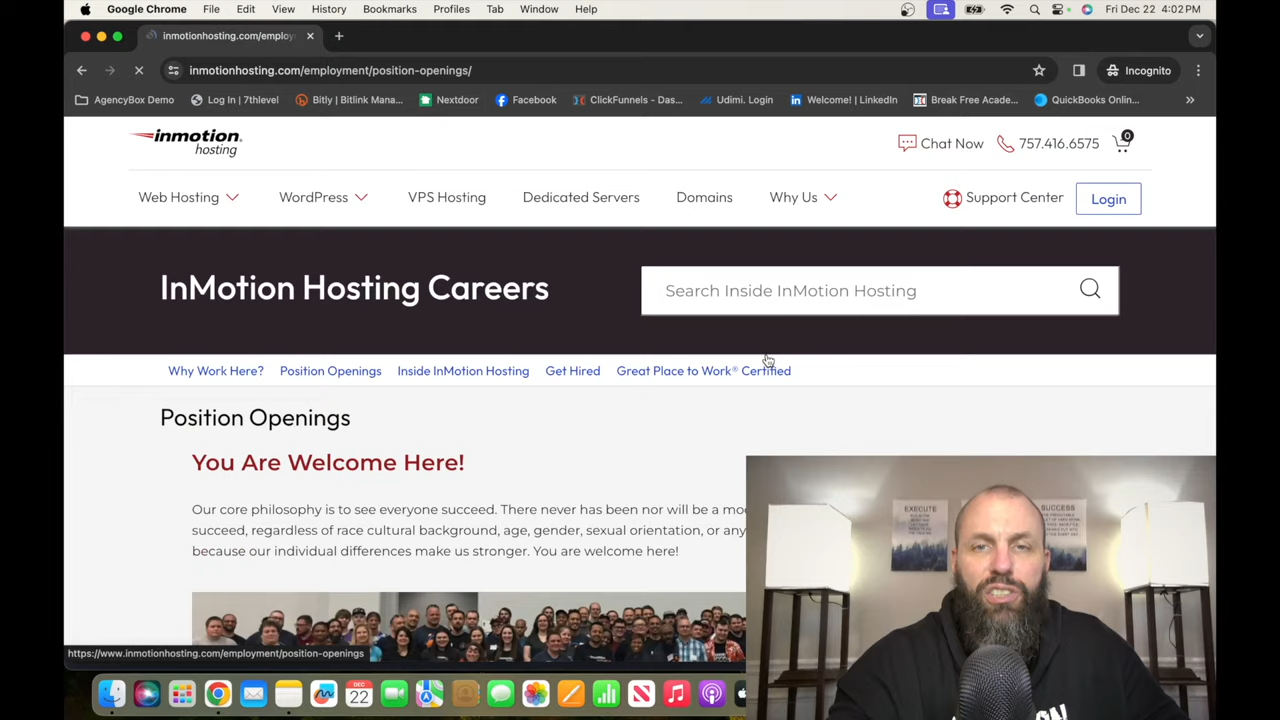 Google Chrome File Edit View History Bookmarks Profiles Tab Window Help Fri Dec 22 4:02 PM
inmotionhosting.com/employ
inmotionhosting.com/employment/position-openings/ Incognito
AgencyBox Demo Log In | 7thlevel Bitly | Bitlink Mana... Nextdoor Facebook ClickFunnels - Das... Udimi. Login Welcome! | LinkedIn Break Free Acade... QuickBooks Onlin... »
inmotion hosting
Chat Now 757.416.6575 0
Web Hosting WordPress VPS Hosting Dedicated Servers Domains Why Us Support Center Login
InMotion Hosting Careers Search Inside InMotion Hosting
Why Work Here? Position Openings Inside InMotion Hosting Get Hired Great Place to Work® Certified
Position Openings
You Are Welcome Here!
Our core philosophy is to see everyone succeed. There never has been nor will be a mo
succeed, regardless of race, cultural background, age, gender, sexual orientation, or any
because our individual differences make us stronger. You are welcome here!
EXECUTE SUCCESS
https://www.inmotionhosting.com/employment/position-openings
DEC
22